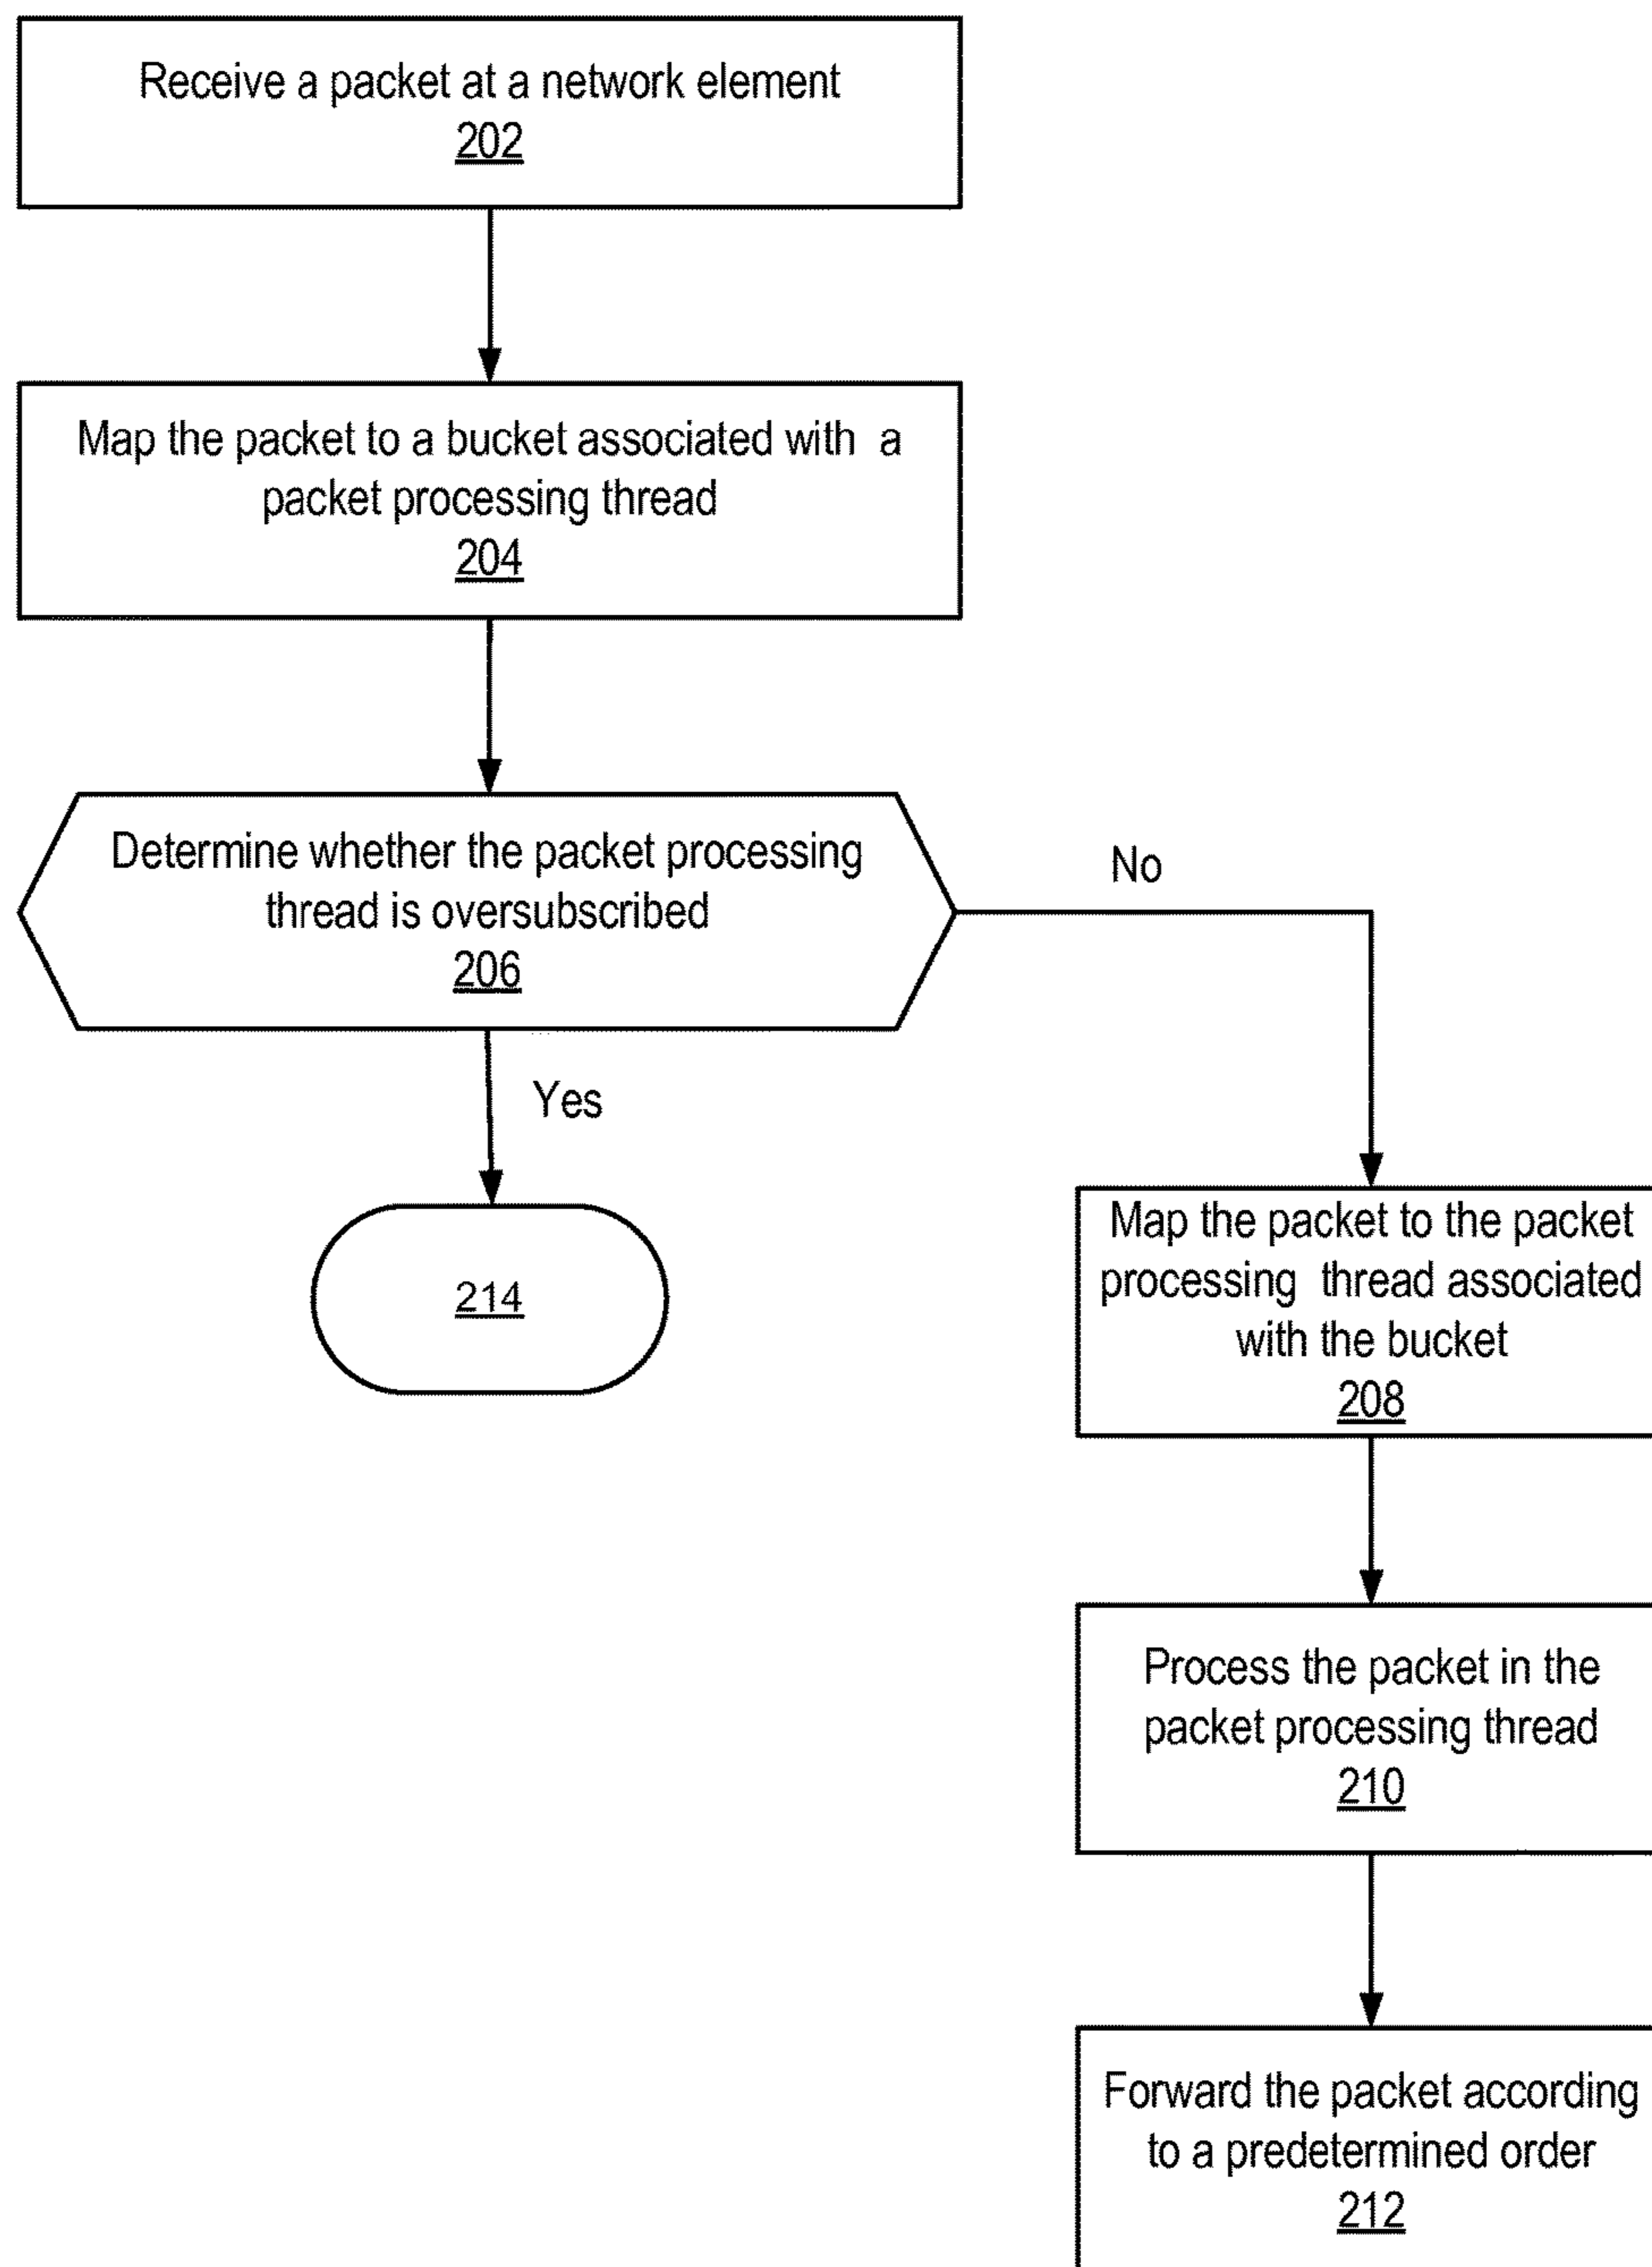 Receive a packet at a network element
202
Map the packet to a bucket associated with a
packet processing thread
204
Determine whether the packet processing
thread is oversubscribed
206
No
Yes
214
Map the packet to the packet
processing thread associated
with the bucket
208
Process the packet in the
packet processing thread
210
Forward the packet according
to a predetermined order
212